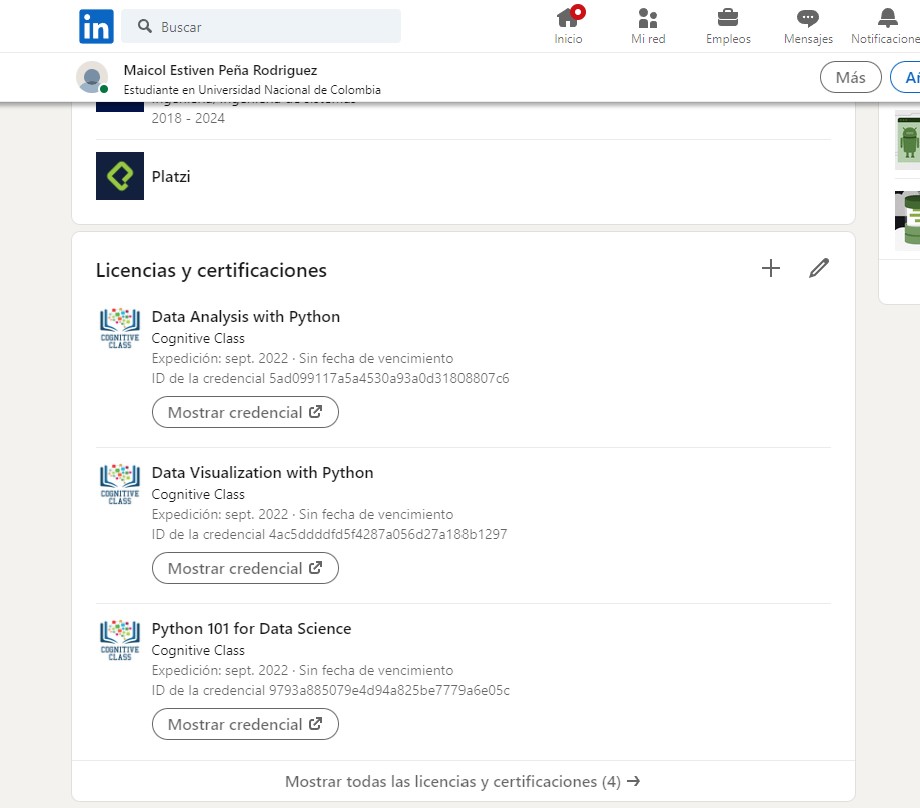 in
Buscar
Inicio
Mi red
Empleos
Mensajes
Notificacione
Maicol Estiven Peña Rodriguez
Estudiante en Universidad Nacional de Colombia
Más
2018 - 2024
Platzi
Licencias y certificaciones
COGNITIVE
CLASS
Data Analysis with Python
Cognitive Class
Expedición: sept. 2022 · Sin fecha de vencimiento
ID de la credencial 5ad099117a5a4530a93a0d31808807c6
Mostrar credencial
COGNITIVE
CLASS
Data Visualization with Python
Cognitive Class
Expedición: sept. 2022 · Sin fecha de vencimiento
ID de la credencial 4ac5ddddfd5f4287a056d27a188b1297
Mostrar credencial
COGNITIVE
CLASS
Python 101 for Data Science
Cognitive Class
Expedición: sept. 2022 · Sin fecha de vencimiento
ID de la credencial 9793a885079e4d94a825be7779a6e05c
Mostrar credencial
Mostrar todas las licencias y certificaciones (4) →